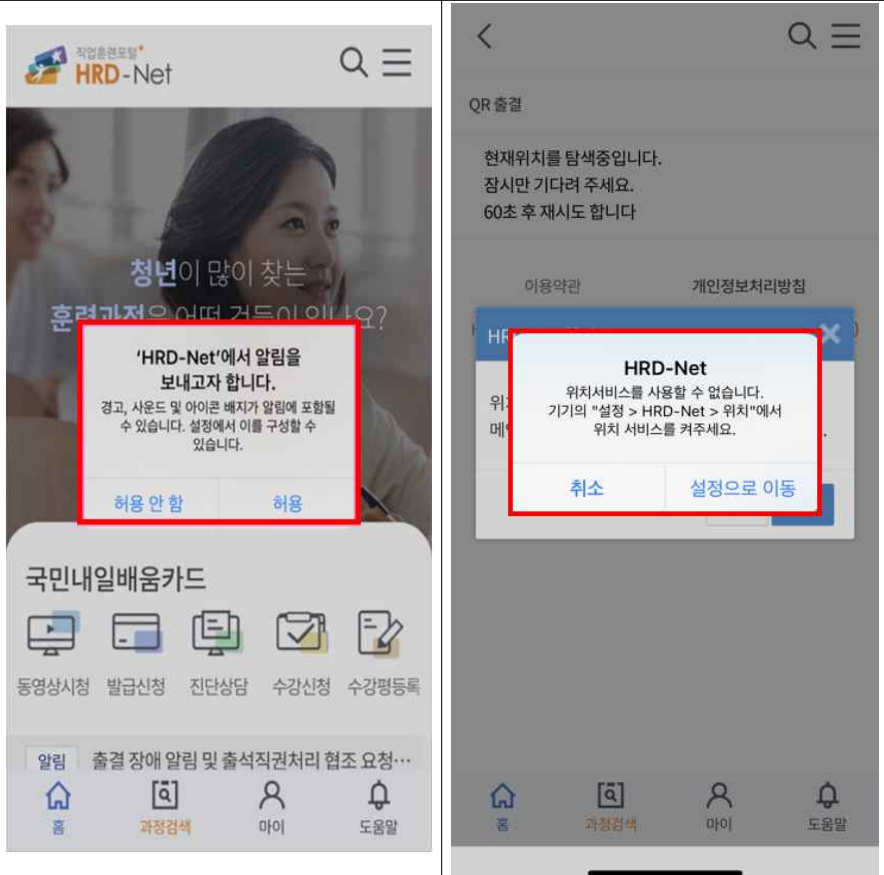 직업훈련포털
HRD-Net
청년이 많이 찾는
훈련과정은 어떤 것들이 있나요?
'HRD-Net'에서 알림을
보내고자 합니다.
경고, 사운드 및 아이콘 배지가 알림에 포함될
수 있습니다. 설정에서 이를 구성할 수
있습니다.
허용 안 함 허용
국민내일배움카드
동영상시청 발급신청 진단상담 수강신청 수강평등록
알림 출결 장애 알림 및 출석직권처리 협조 요청…
홈 과정검색 마이 도움말
QR 출결
현재위치를 탐색중입니다.
잠시만 기다려 주세요.
60초 후 재시도 합니다
이용약관 개인정보처리방침
HRD-Net
위치서비스를 사용할 수 없습니다.
기기의 "설정 > HRD-Net > 위치"에서
위치 서비스를 켜주세요.
취소 설정으로 이동
홈 과정검색 마이 도움말